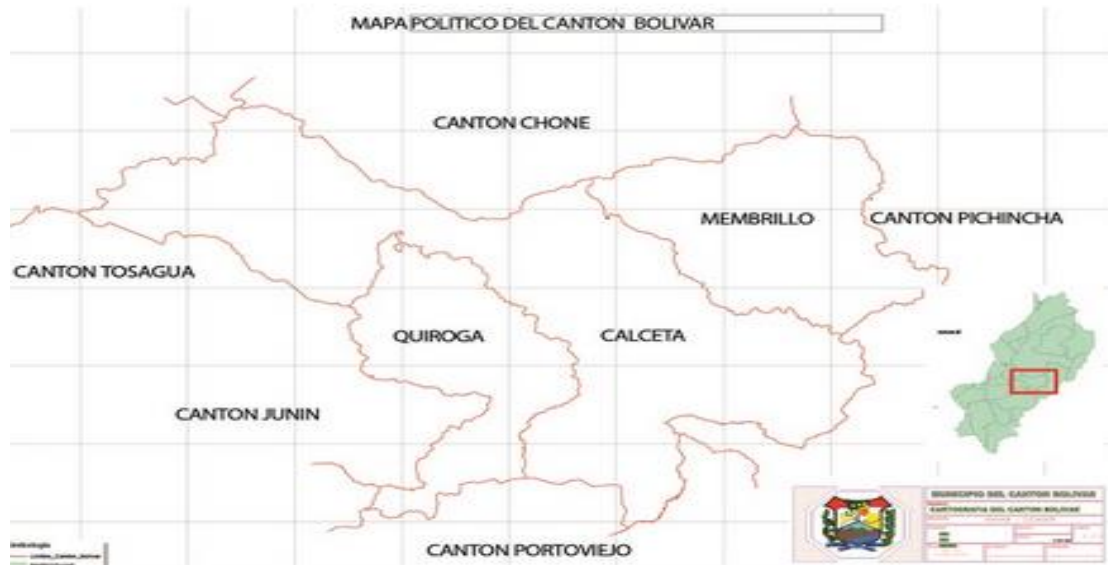 MAPA POLITICO DEL CANTON BOLIVAR
CANTON CHONE
MEMBRILLO
CANTON PICHINCHA
CANTON TOSAGUA
QUIROGA
CALCETA
CANTON JUNIN
MUNICIPIO DEL CANTON BOLIVAR
CARTOGRAFIA DEL CANTON BOLIVAR
CANTON PORTOVIEJO